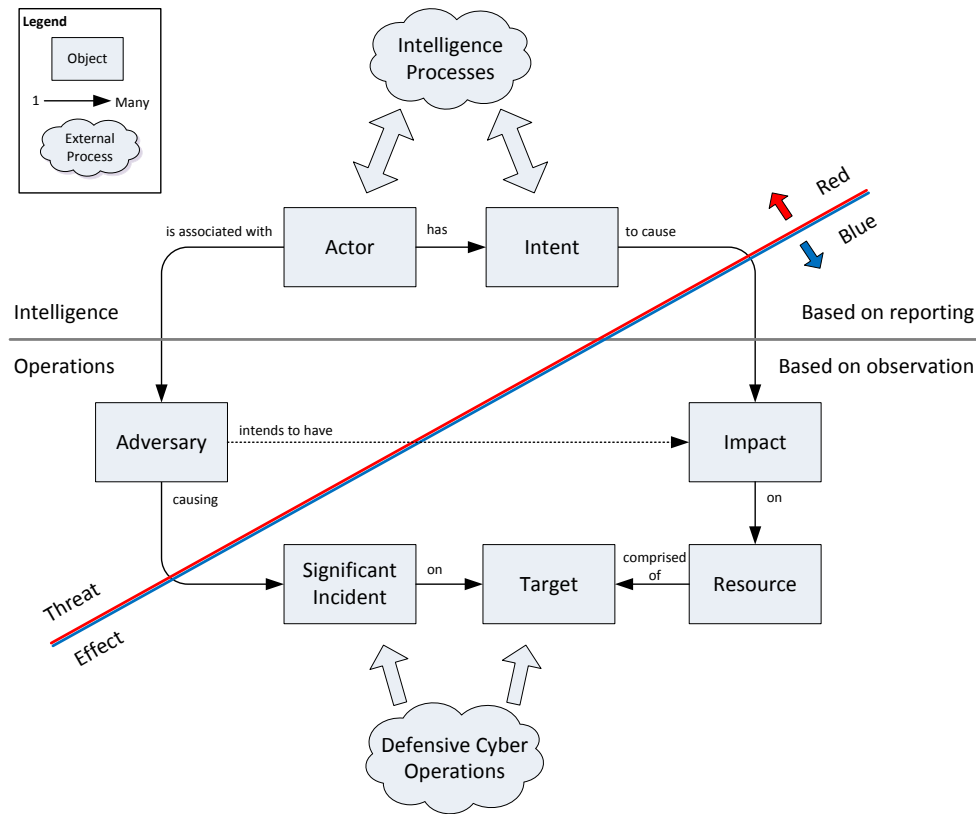 Legend
Object
1
Many
External
Process
Intelligence
Processes
Red
Blue
is associated with
Actor
has
Intent
to cause
Intelligence
Based on reporting
Operations
Based on observation
Adversary
intends to have
Impact
causing
on
Significant
Incident
on
Target
comprised
of
Resource
Threat
Effect
Defensive Cyber
Operations